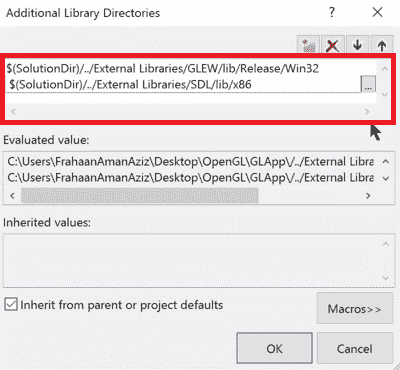 Additional Library Directories
$(SolutionDir)/../External Libraries/GLEW/lib/Release/Win32
$(SolutionDir)/../External Libraries/SDL/lib/x86
...
Evaluated value:
C:\Users\FrahaanAmanAziz\Desktop\OpenGL\GLApp\/../External Libra
C:\Users\FrahaanAmanAziz\Desktop\OpenGL\GLApp\/../External Libra
Inherited values:
Inherit from parent or project defaults
Macros>>
OK
Cancel